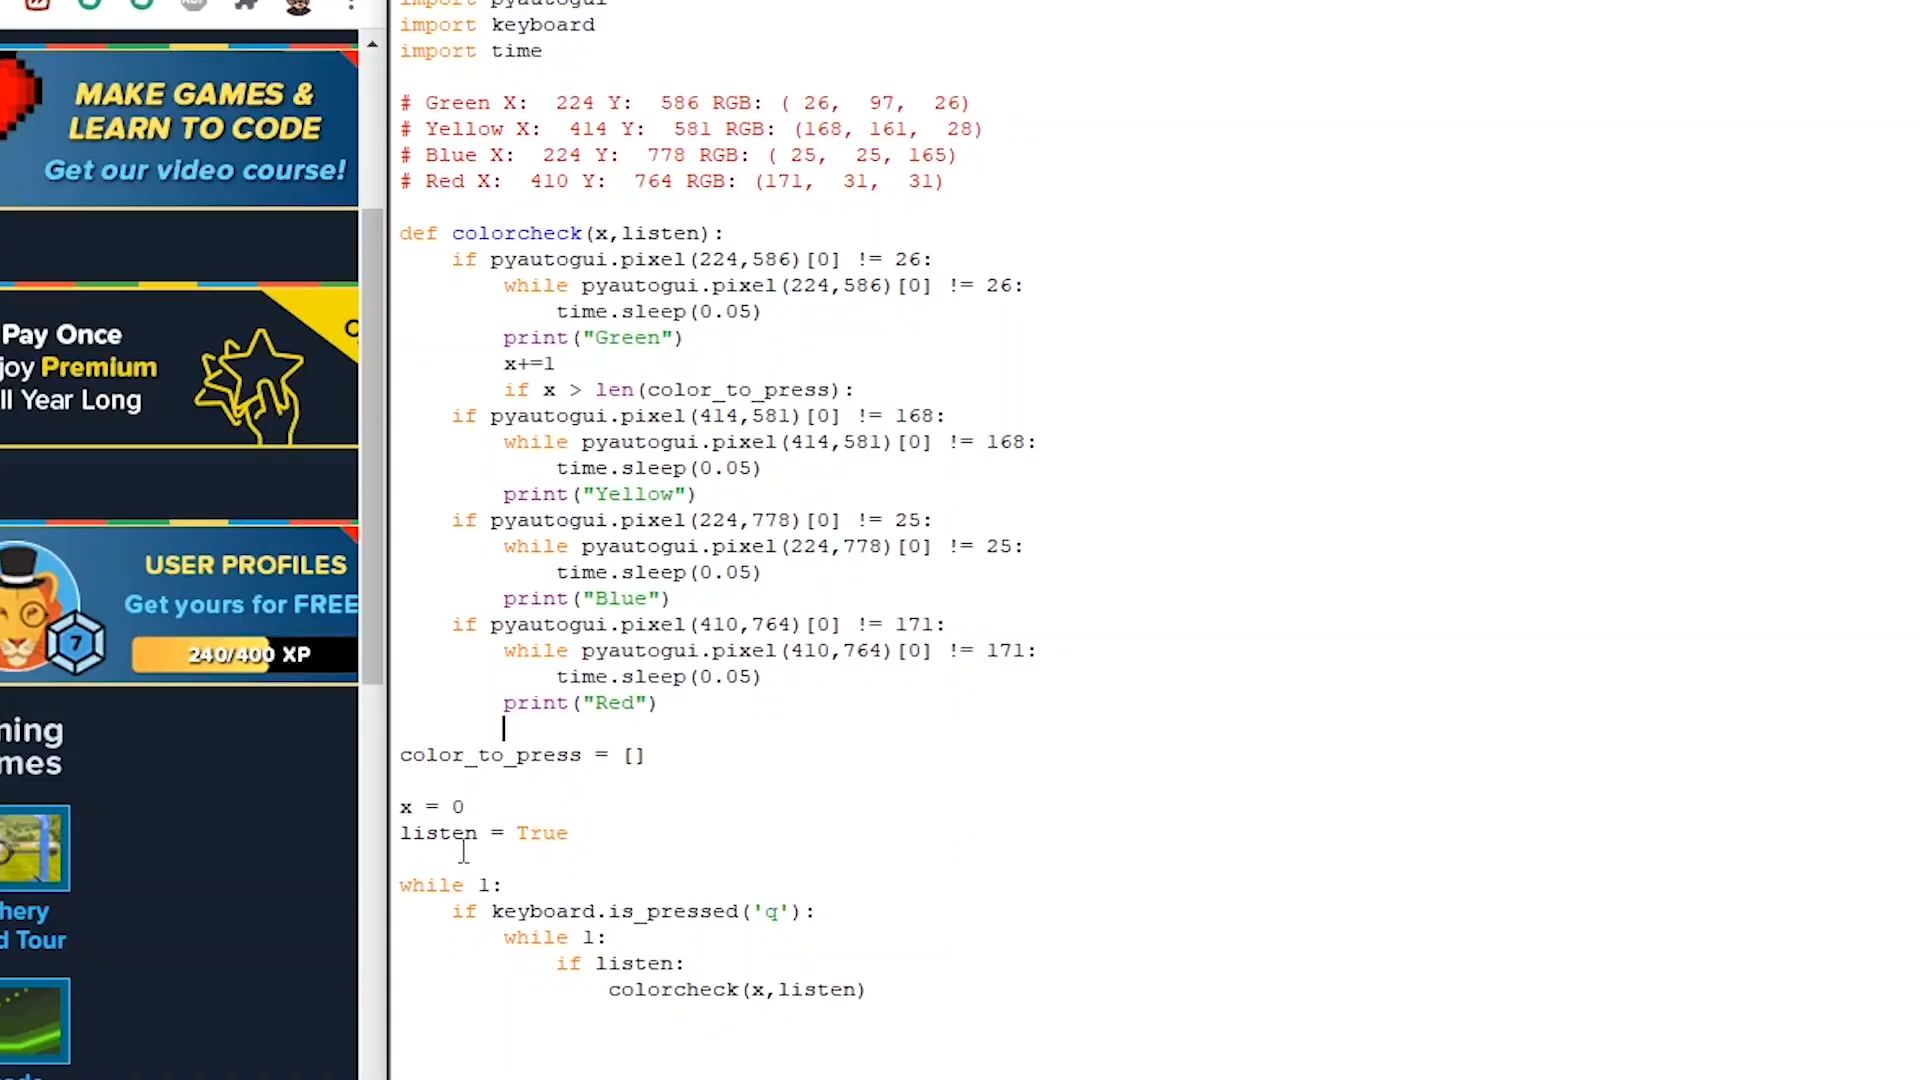 MAKE GAMES &
LEARN TO CODE
Get our video course!
Pay Once
joy Premium
ll Year Long
USER PROFILES
Get yours for FREE
7
240/400 XP
ning
mes
hery
d Tour
import pyautogui
import keyboard
import time
# Green X:  224 Y:  586 RGB: ( 26,  97,  26)
# Yellow X:  414 Y:  581 RGB: (168, 161,  28)
# Blue X:  224 Y:  778 RGB: ( 25,  25, 165)
# Red X:  410 Y:  764 RGB: (171,  31,  31)
def colorcheck(x,listen):
    if pyautogui.pixel(224,586)[0] != 26:
        while pyautogui.pixel(224,586)[0] != 26:
            time.sleep(0.05)
        print("Green")
        x+=1
        if x > len(color_to_press):
    if pyautogui.pixel(414,581)[0] != 168:
        while pyautogui.pixel(414,581)[0] != 168:
            time.sleep(0.05)
        print("Yellow")
    if pyautogui.pixel(224,778)[0] != 25:
        while pyautogui.pixel(224,778)[0] != 25:
            time.sleep(0.05)
        print("Blue")
    if pyautogui.pixel(410,764)[0] != 171:
        while pyautogui.pixel(410,764)[0] != 171:
            time.sleep(0.05)
        print("Red")
color_to_press = []
x = 0
listen = True
while 1:
    if keyboard.is_pressed('q'):
        while 1:
            if listen:
                colorcheck(x,listen)